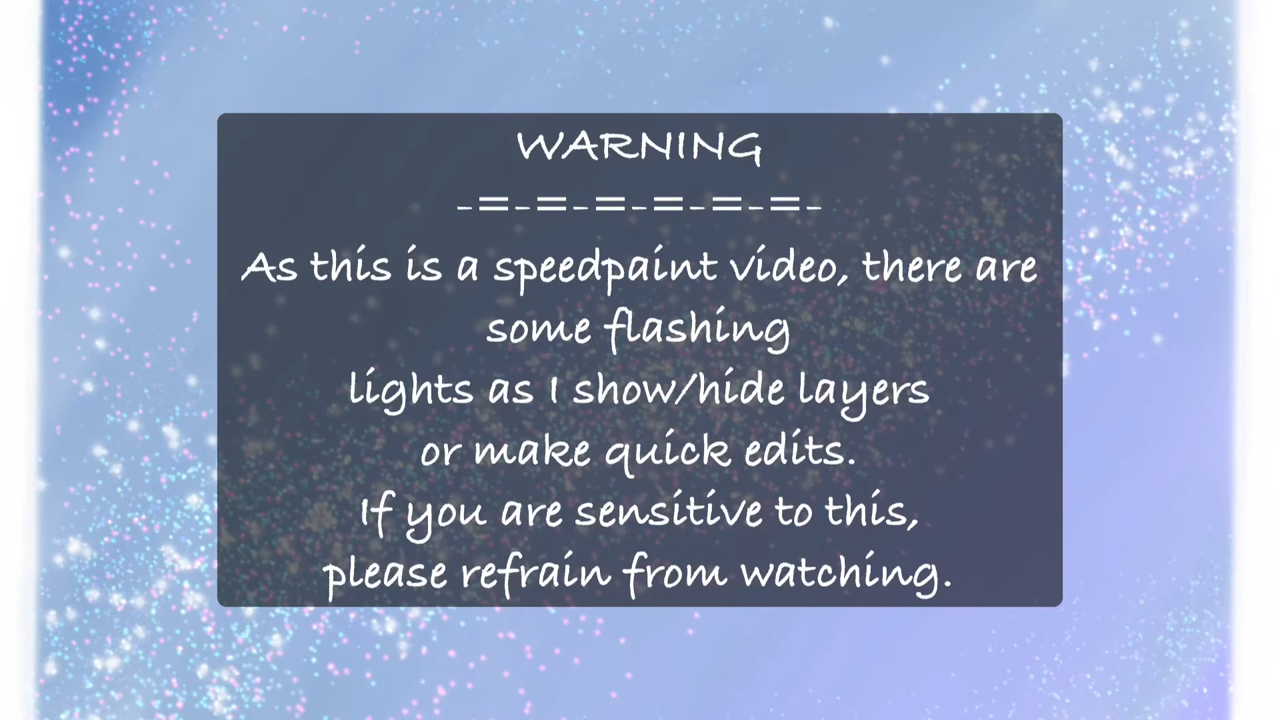 WARNING
-=-=-=-=-=-=-
As this is a speedpaint video, there are
some flashing
lights as I show/hide layers
or make quick edits.
If you are sensitive to this,
please refrain from watching.